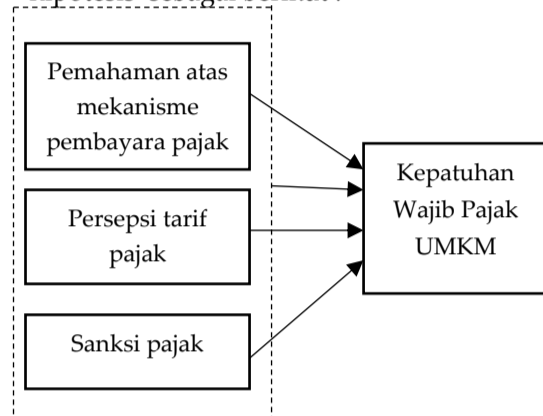 Pemahaman atas
mekanisme
pembayara pajak
Persepsi tarif
pajak
Sanksi pajak
Kepatuhan
Wajib Pajak
UMKM